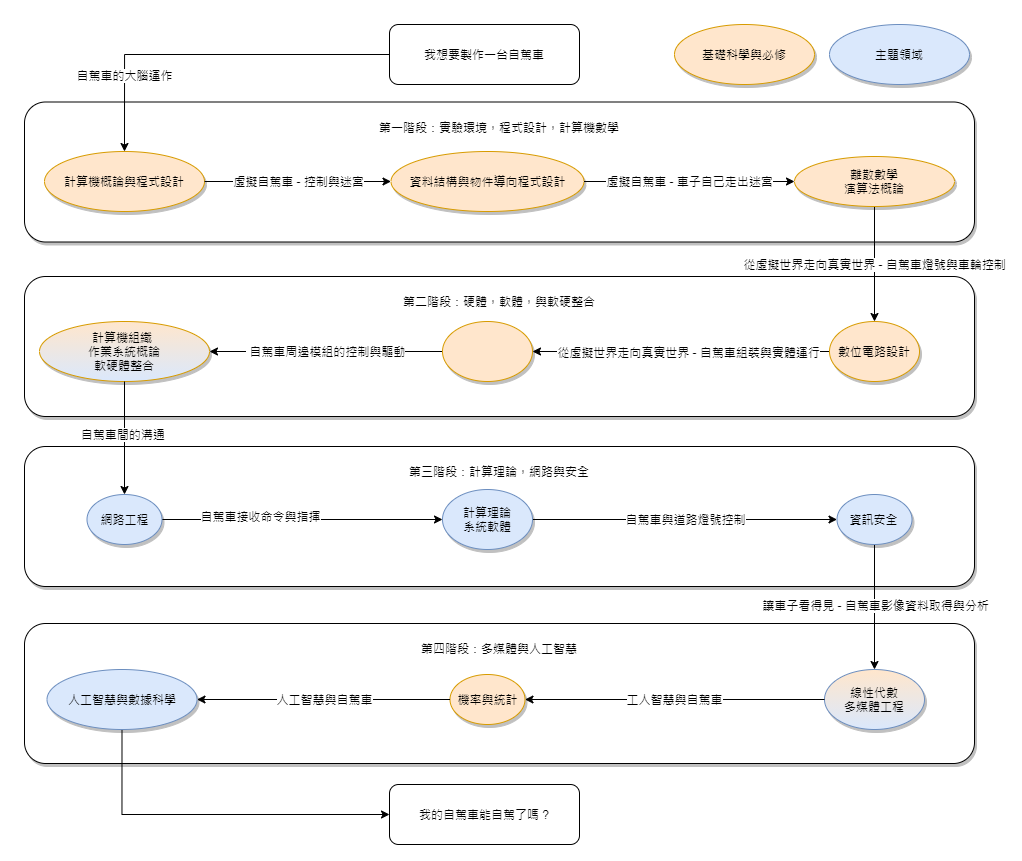 我想要製作一台自駕車
基礎科學與必修
主題領域
自駕車的大腦運作
第一階段：實驗環境，程式設計，計算機數學
計算機概論與程式設計
虛擬自駕車 - 控制與迷宮
資料結構與物件導向程式設計
虛擬自駕車 - 車子自己走出迷宮
離散數學
演算法概論
從虛擬世界走向真實世界 - 自駕車燈號與車輪控制
第二階段：硬體，軟體，與軟硬整合
計算機組織
作業系統概論
軟硬體整合
自駕車周邊模組的控制與驅動
從虛擬世界走向真實世界 - 自駕車組裝與實體運行
數位電路設計
自駕車間的溝通
第三階段：計算理論，網路與安全
網路工程
自駕車接收命令與指揮
計算理論
系統軟體
自駕車與道路燈號控制
資訊安全
讓車子看得見 - 自駕車影像資料取得與分析
第四階段：多媒體與人工智慧
人工智慧與數據科學
人工智慧與自駕車
機率與統計
工人智慧與自駕車
線性代數
多媒體工程
我的自駕車能自駕了嗎？